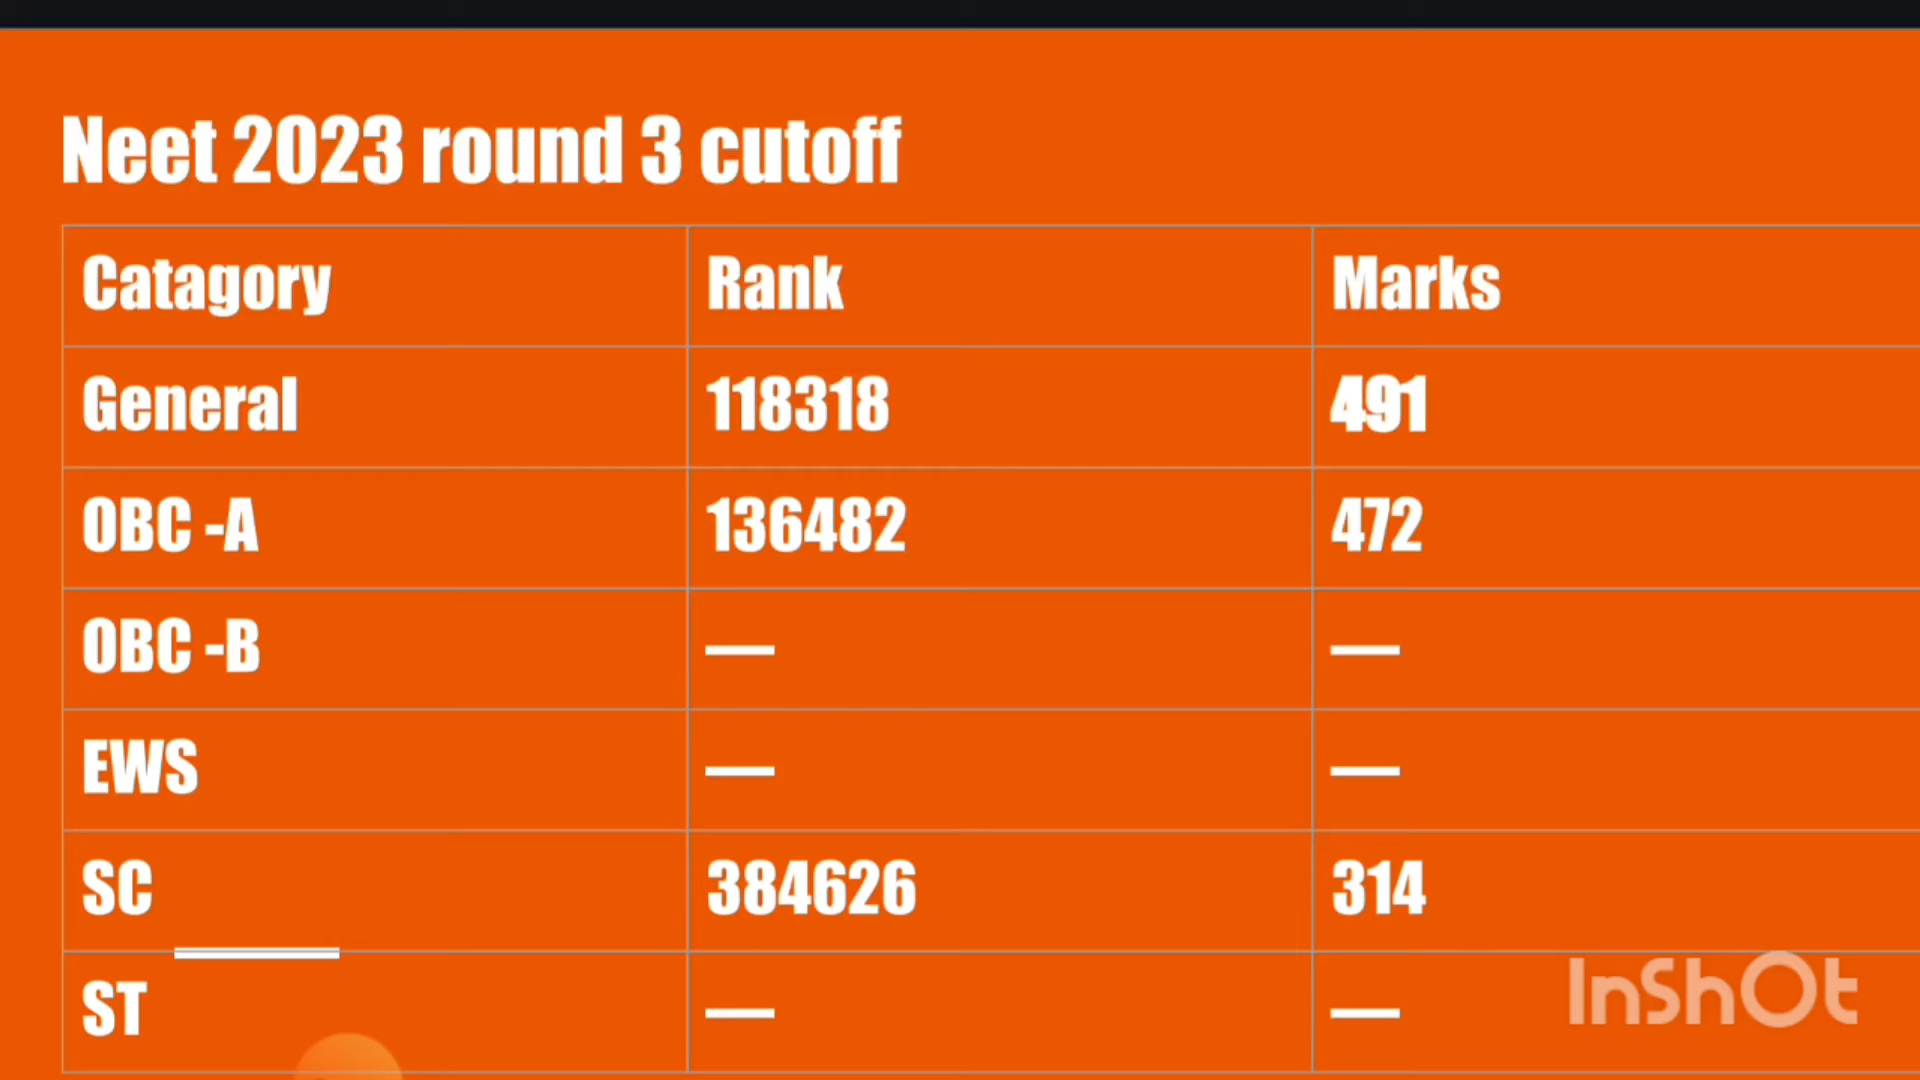 Neet 2023 round 3 cutoff
Catagory Rank Marks
General 118318 491
OBC -A 136482 472
OBC -B — —
EWS — —
SC 384626 314
ST — —
InShOt